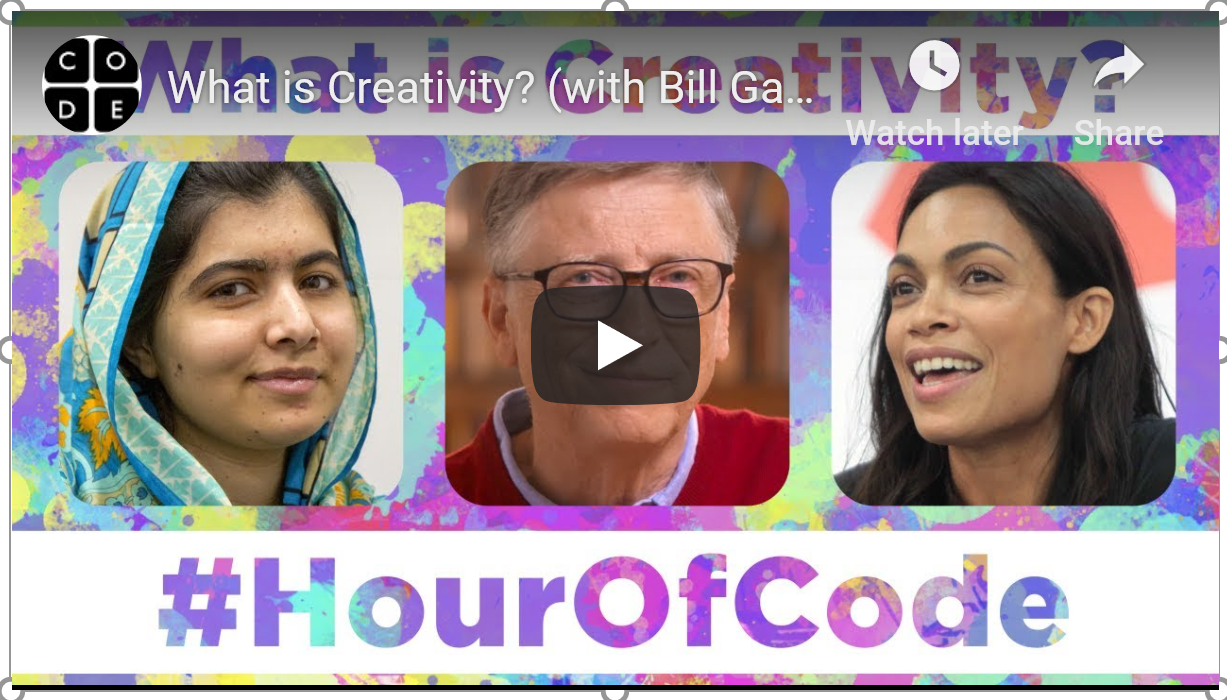 What is Creativity?
C O
D E
What is Creativity? (with Bill Ga...
Watch later
Share
#HourOfCode